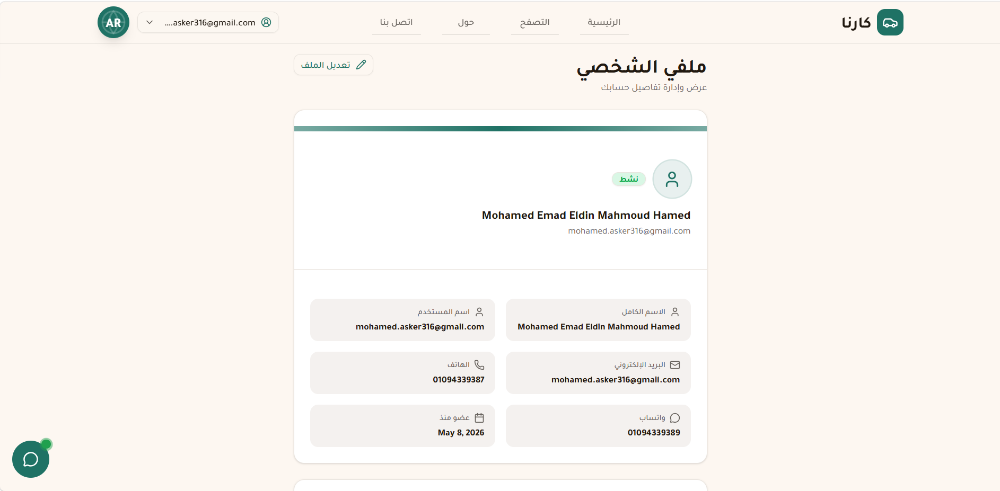 كارنا
الرئيسية
التصفح
حول
اتصل بنا
....asker316@gmail.com
AR
ملفي الشخصي
عرض وإدارة تفاصيل حسابك
تعديل الملف
نشط
Mohamed Emad Eldin Mahmoud Hamed
mohamed.asker316@gmail.com
الاسم الكامل
Mohamed Emad Eldin Mahmoud Hamed
اسم المستخدم
mohamed.asker316@gmail.com
البريد الإلكتروني
mohamed.asker316@gmail.com
الهاتف
01094339387
واتساب
01094339389
عضو منذ
May 8, 2026